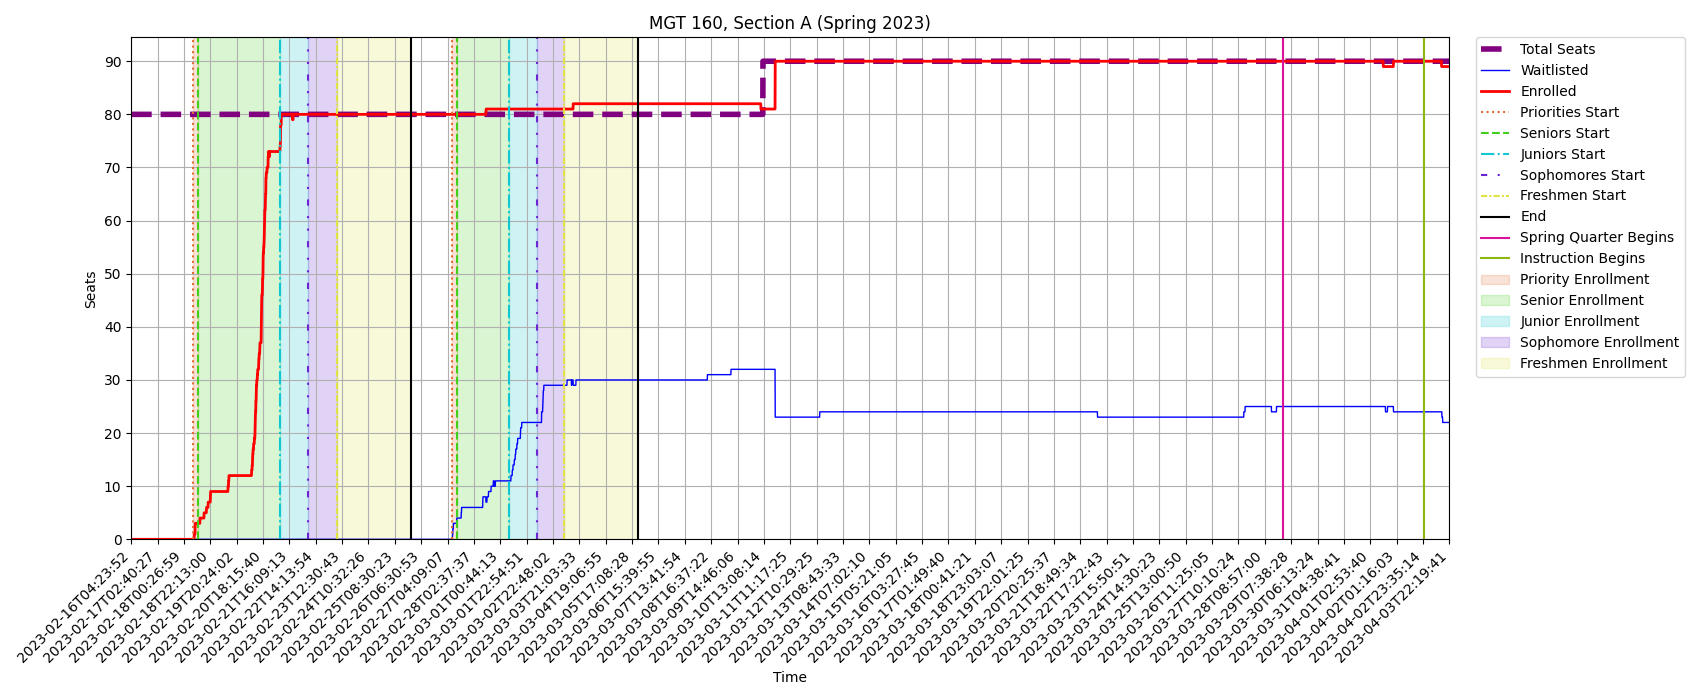 MGT 160, Section A (Spring 2023)
Seats
90
80
70
60
50
40
30
20
10
0
2023-02-16T04:23:52
2023-02-17T02:40:27
2023-02-18T00:26:59
2023-02-18T22:13:00
2023-02-19T20:24:02
2023-02-20T18:15:40
2023-02-21T16:09:13
2023-02-22T14:13:54
2023-02-23T12:30:43
2023-02-24T10:32:26
2023-02-25T08:30:23
2023-02-26T06:30:53
2023-02-27T04:09:07
2023-02-28T02:37:37
2023-03-01T00:44:13
2023-03-01T22:54:51
2023-03-02T22:48:02
2023-03-03T21:03:33
2023-03-04T19:06:55
2023-03-05T17:08:28
2023-03-06T15:39:55
2023-03-07T13:41:54
2023-03-08T16:37:22
2023-03-09T14:46:06
2023-03-10T13:08:14
2023-03-11T11:17:25
2023-03-12T10:29:25
2023-03-13T08:43:33
2023-03-14T07:02:10
2023-03-15T05:21:05
2023-03-16T03:27:45
2023-03-17T01:49:40
2023-03-18T00:41:21
2023-03-18T23:03:07
2023-03-19T22:01:25
2023-03-20T20:25:37
2023-03-21T18:49:34
2023-03-22T17:22:43
2023-03-23T15:50:51
2023-03-24T14:30:23
2023-03-25T13:00:50
2023-03-26T11:25:05
2023-03-27T10:10:24
2023-03-28T08:57:00
2023-03-29T07:38:28
2023-03-30T06:13:24
2023-03-31T04:38:41
2023-04-01T02:53:40
2023-04-02T01:16:03
2023-04-02T23:35:14
2023-04-03T22:19:41
Time
Total Seats
Waitlisted
Enrolled
Priorities Start
Seniors Start
Juniors Start
Sophomores Start
Freshmen Start
End
Spring Quarter Begins
Instruction Begins
Priority Enrollment
Senior Enrollment
Junior Enrollment
Sophomore Enrollment
Freshmen Enrollment